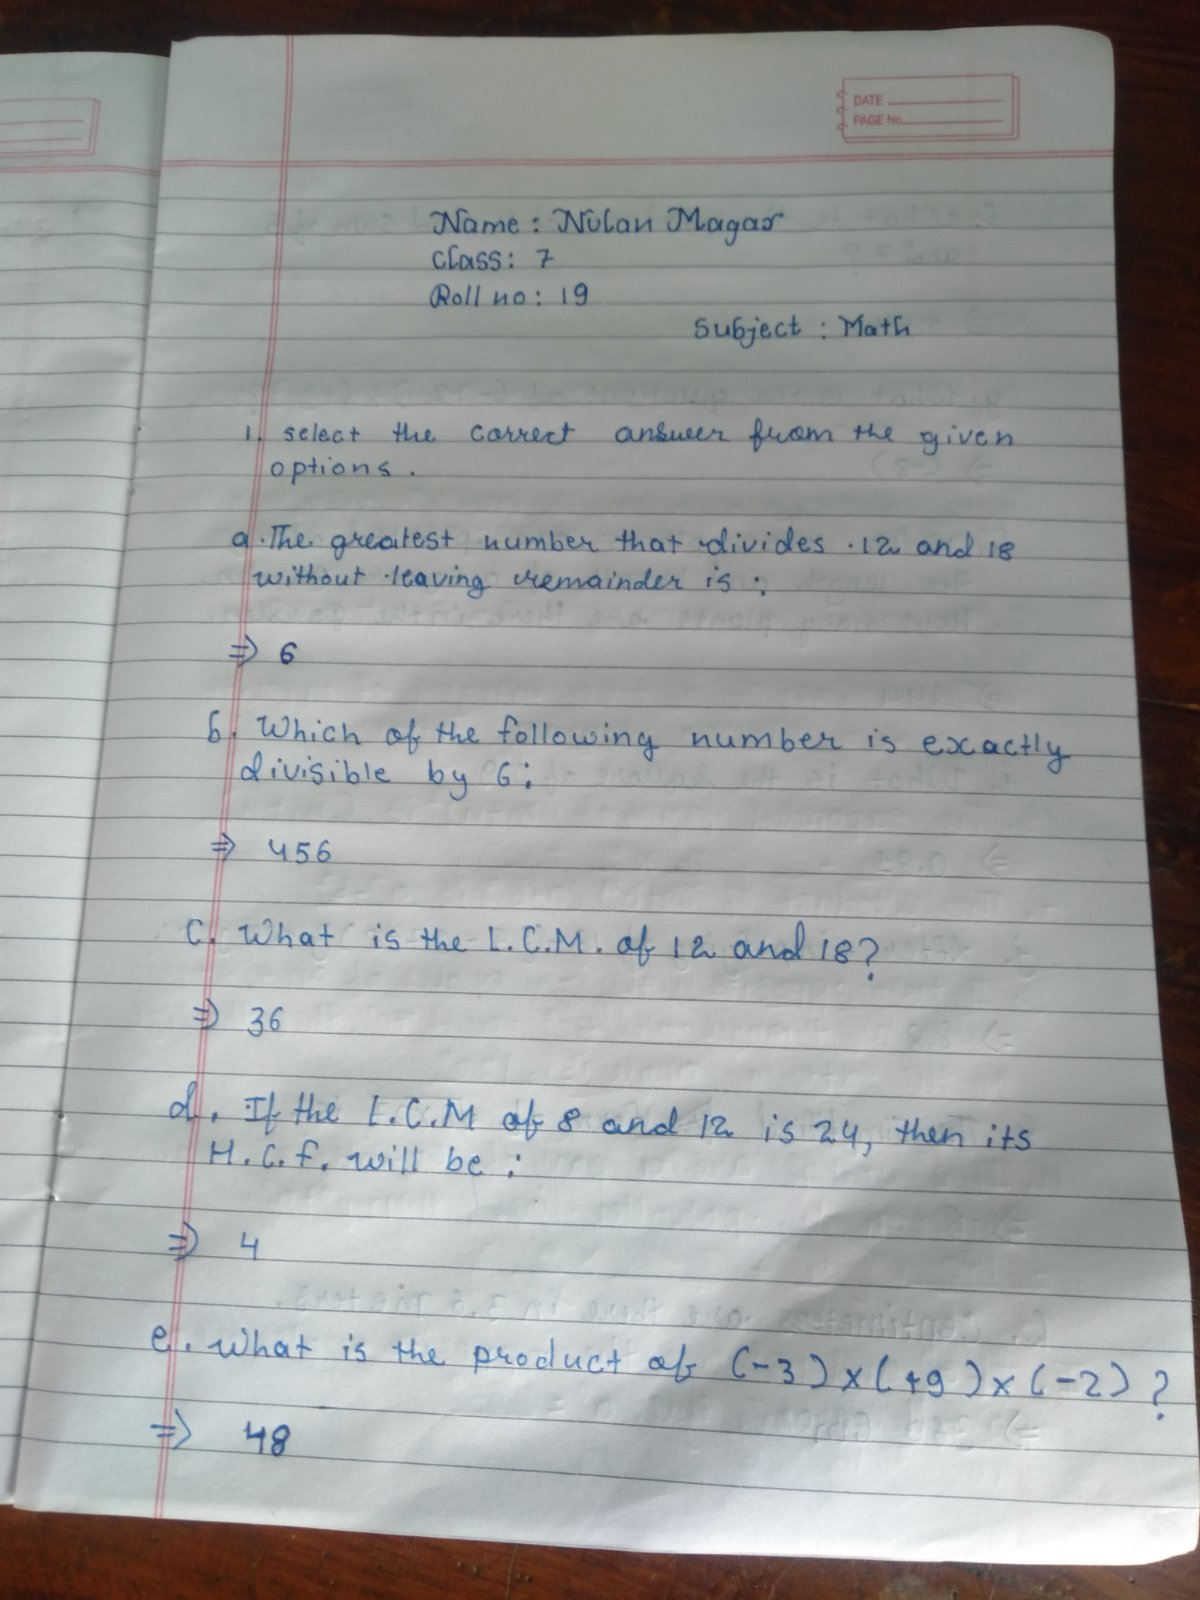 DATE
PAGE No.
Name : Nulan Magar
Class: 7
Roll no: 19
Subject : Math
1. select the correct answer from the given
options.
a. The greatest number that divides 12 and 18
without leaving remainder is :
⇒ 6
b. Which of the following number is exactly
divisible by 6:
⇒ 456
c. What is the L.C.M. of 12 and 18?
⇒ 36
d. If the L.C.M of 8 and 12 is 24, then its
H.C.f. will be :
⇒ 4
e. What is the product of (-3)×(+9)×(-2)?
⇒ 48